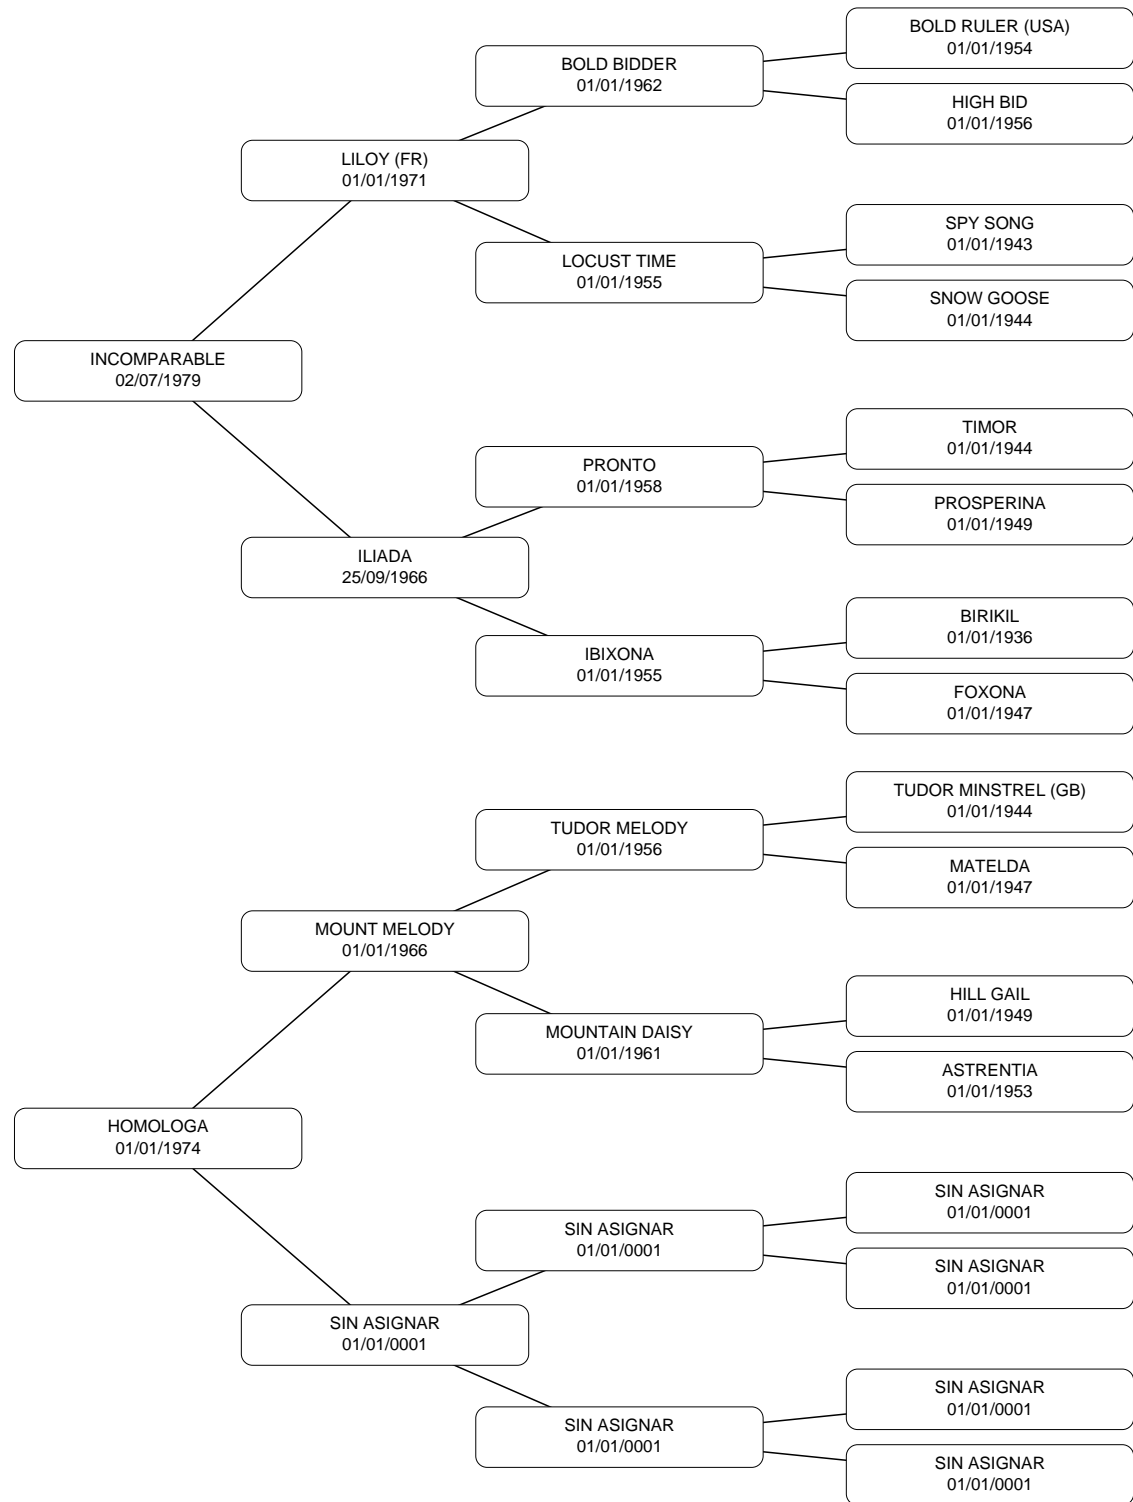 BOLD RULER (USA)
01/01/1954
BOLD BIDDER
01/01/1962
HIGH BID
01/01/1956
LILOY (FR)
01/01/1971
SPY SONG
01/01/1943
LOCUST TIME
01/01/1955
SNOW GOOSE
01/01/1944
INCOMPARABLE
02/07/1979
TIMOR
01/01/1944
PRONTO
01/01/1958
PROSPERINA
01/01/1949
ILIADA
25/09/1966
BIRIKIL
01/01/1936
IBIXONA
01/01/1955
FOXONA
01/01/1947
TUDOR MINSTREL (GB)
01/01/1944
TUDOR MELODY
01/01/1956
MATELDA
01/01/1947
MOUNT MELODY
01/01/1966
HILL GAIL
01/01/1949
MOUNTAIN DAISY
01/01/1961
ASTRENTIA
01/01/1953
HOMOLOGA
01/01/1974
SIN ASIGNAR
01/01/0001
SIN ASIGNAR
01/01/0001
SIN ASIGNAR
01/01/0001
SIN ASIGNAR
01/01/0001
SIN ASIGNAR
01/01/0001
SIN ASIGNAR
01/01/0001
SIN ASIGNAR
01/01/0001